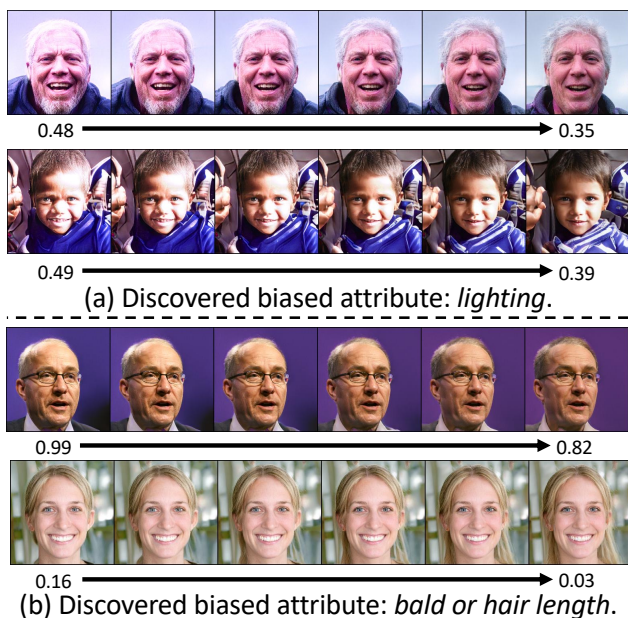 0.48 0.35
0.49 0.39
(a) Discovered biased attribute: lighting.
0.99 0.82
0.16 0.03
(b) Discovered biased attribute: bald or hair length.